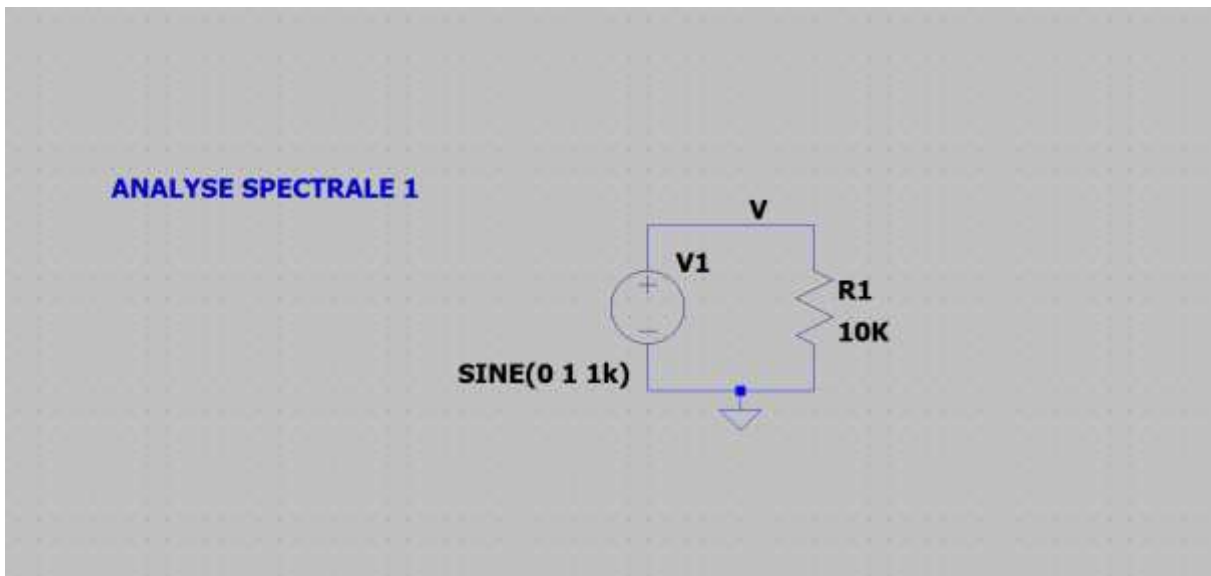 ANALYSE SPECTRALE 1
V
V1
R1
10K
SINE(0 1 1k)